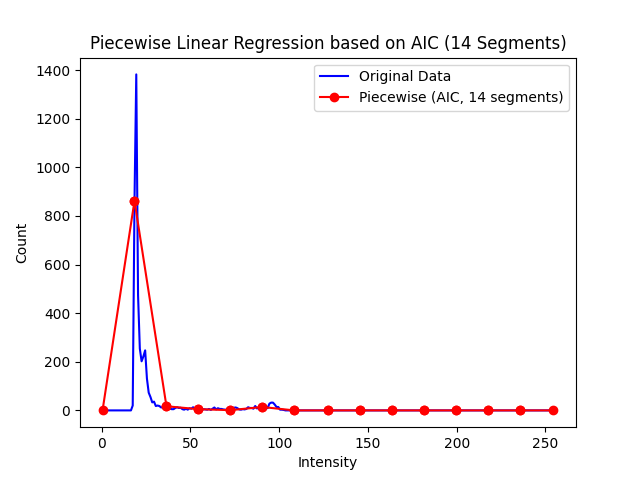 Piecewise Linear Regression based on AIC (14 Segments)
Original Data
Piecewise (AIC, 14 segments)
1400
1200
1000
800
600
400
200
0
Count
0 50 100 150 200 250
Intensity